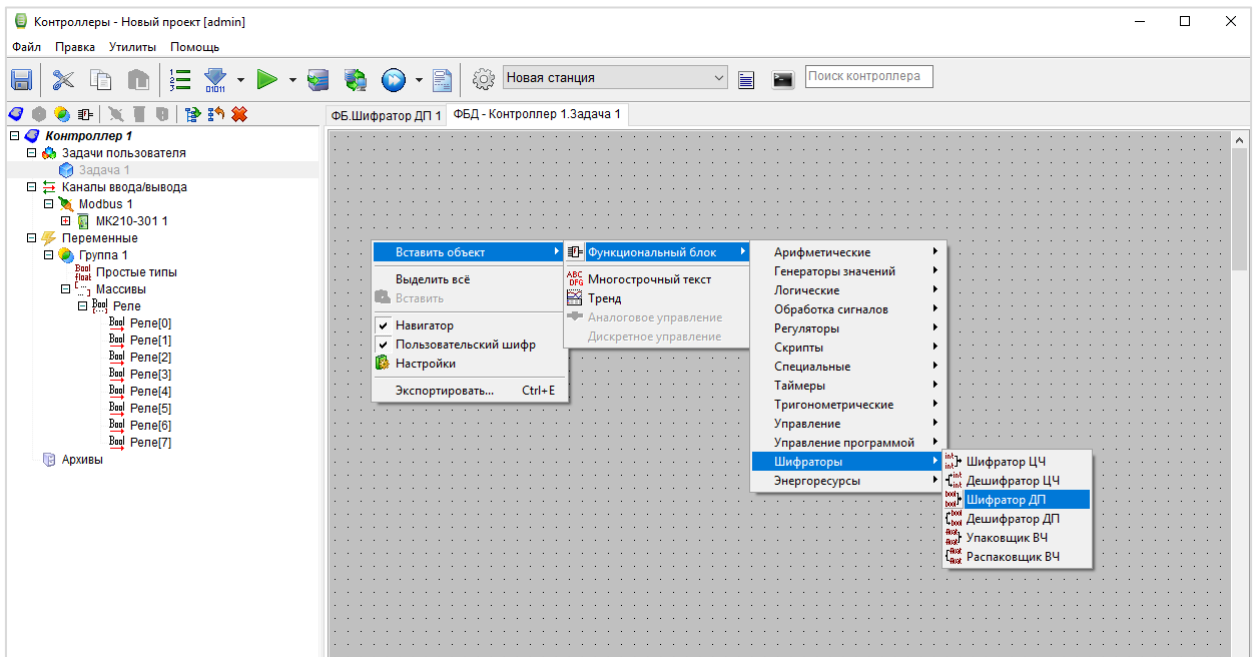 Контроллеры - Новый проект [admin]
Файл Правка Утилиты Помощь
Новая станция
Поиск контроллера
ФБ.Шифратор ДП 1
ФБД - Контроллер 1.Задача 1
Контроллер 1
Задачи пользователя
Задача 1
Каналы ввода/вывода
Modbus 1
МК210-301 1
Переменные
Группа 1
Простые типы
Массивы
Реле
Реле[0]
Реле[1]
Реле[2]
Реле[3]
Реле[4]
Реле[5]
Реле[6]
Реле[7]
Архивы
Вставить объект
Выделить всё
Вставить
Навигатор
Пользовательский шифр
Настройки
Экспортировать... Ctrl+E
Функциональный блок
Многострочный текст
Тренд
Аналоговое управление
Дискретное управление
Арифметические
Генераторы значений
Логические
Обработка сигналов
Регуляторы
Скрипты
Специальные
Таймеры
Тригонометрические
Управление
Управление программой
Шифраторы
Энергоресурсы
Шифратор ЦЧ
Дешифратор ЦЧ
Шифратор ДП
Дешифратор ДП
Упаковщик ВЧ
Распаковщик ВЧ